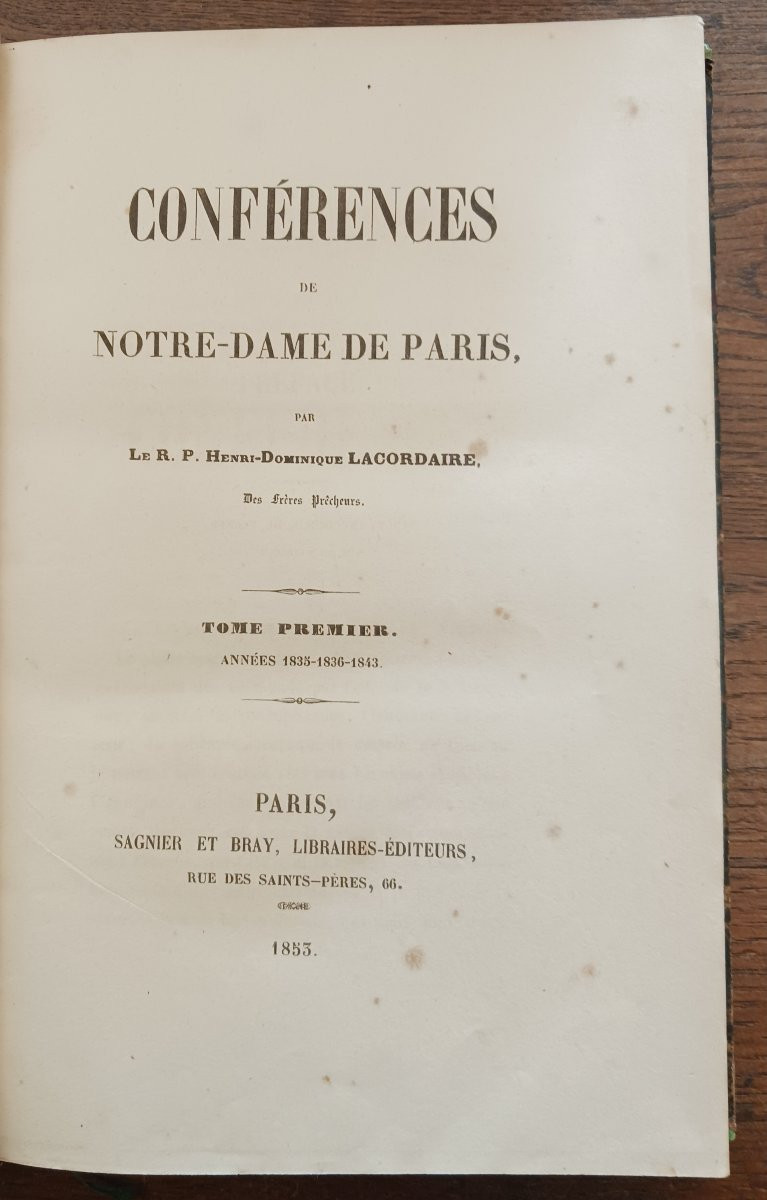 CONFÉRENCES
DE
NOTRE-DAME DE PARIS,
PAR
LE R. P. HENRI-DOMINIQUE LACORDAIRE,
Des Frères Prêcheurs.
TOME PREMIER.
ANNÉES 1835-1836-1843.
PARIS,
SAGNIER ET BRAY, LIBRAIRES-ÉDITEURS,
RUE DES SAINTS-PÈRES, 66.
1853.